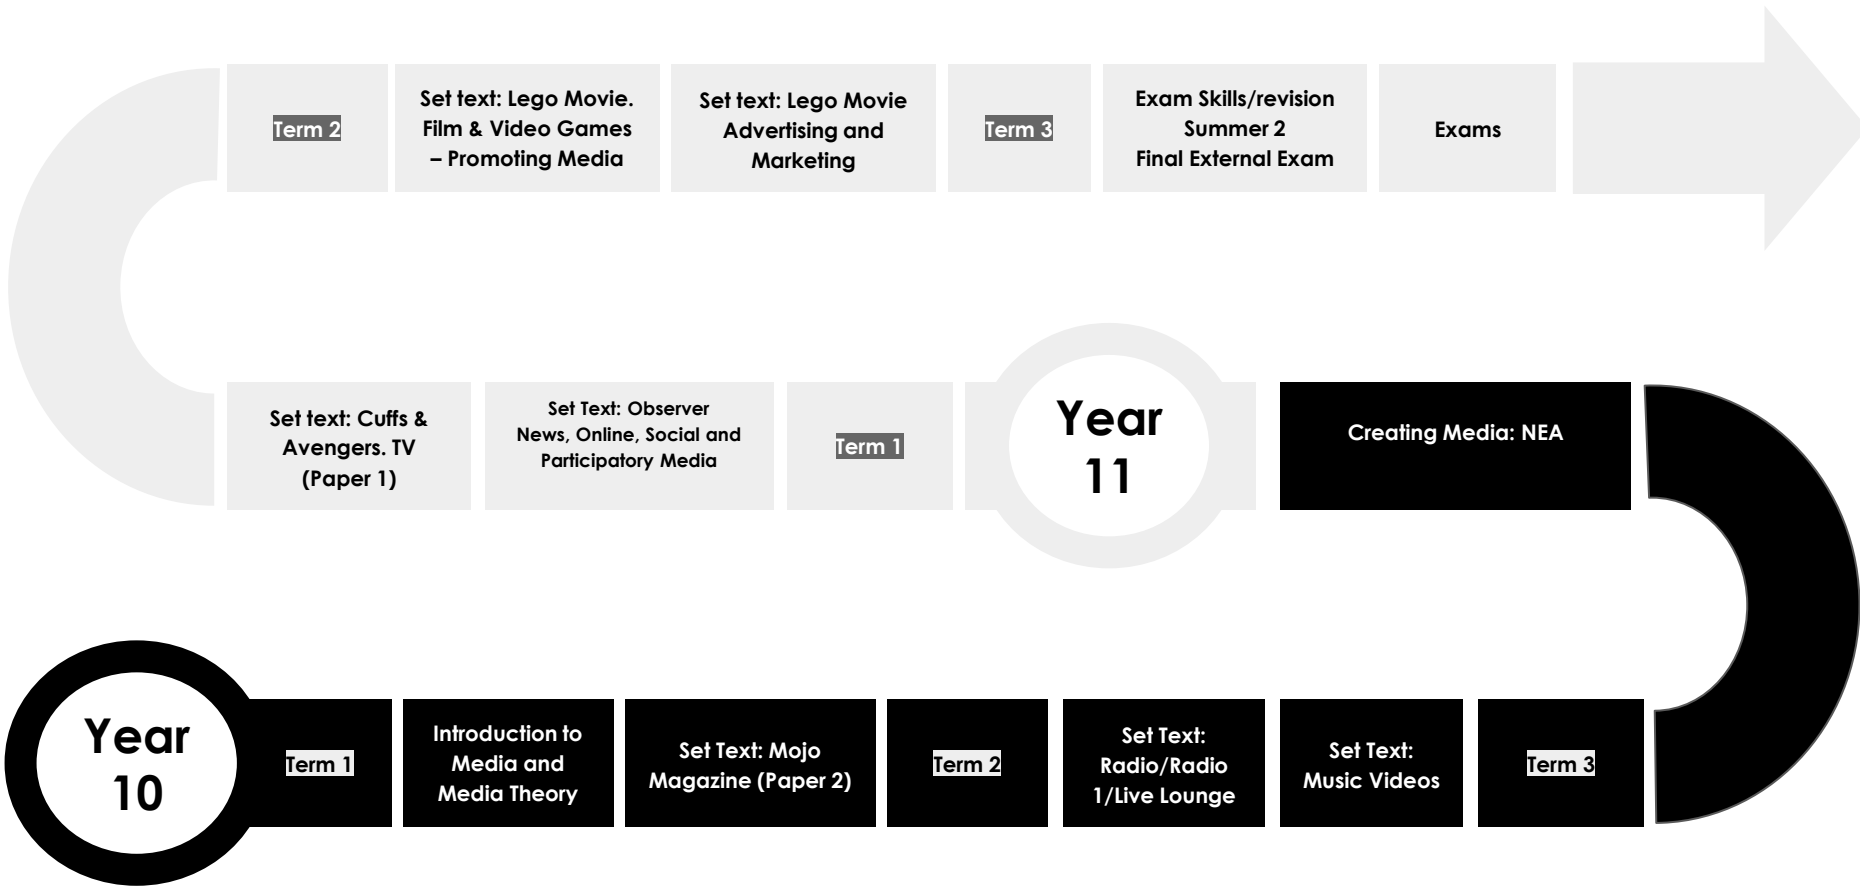 Term 2
Set text: Lego Movie.
Film & Video Games
– Promoting Media
Set text: Lego Movie
Advertising and
Marketing
Term 3
Exam Skills/revision
Summer 2
Final External Exam
Exams
Set text: Cuffs &
Avengers. TV
(Paper 1)
Set Text: Observer
News, Online, Social and
Participatory Media
Term 1
Year
11
Creating Media: NEA
Year
10
Term 1
Introduction to
Media and
Media Theory
Set Text: Mojo
Magazine (Paper 2)
Term 2
Set Text:
Radio/Radio
1/Live Lounge
Set Text:
Music Videos
Term 3